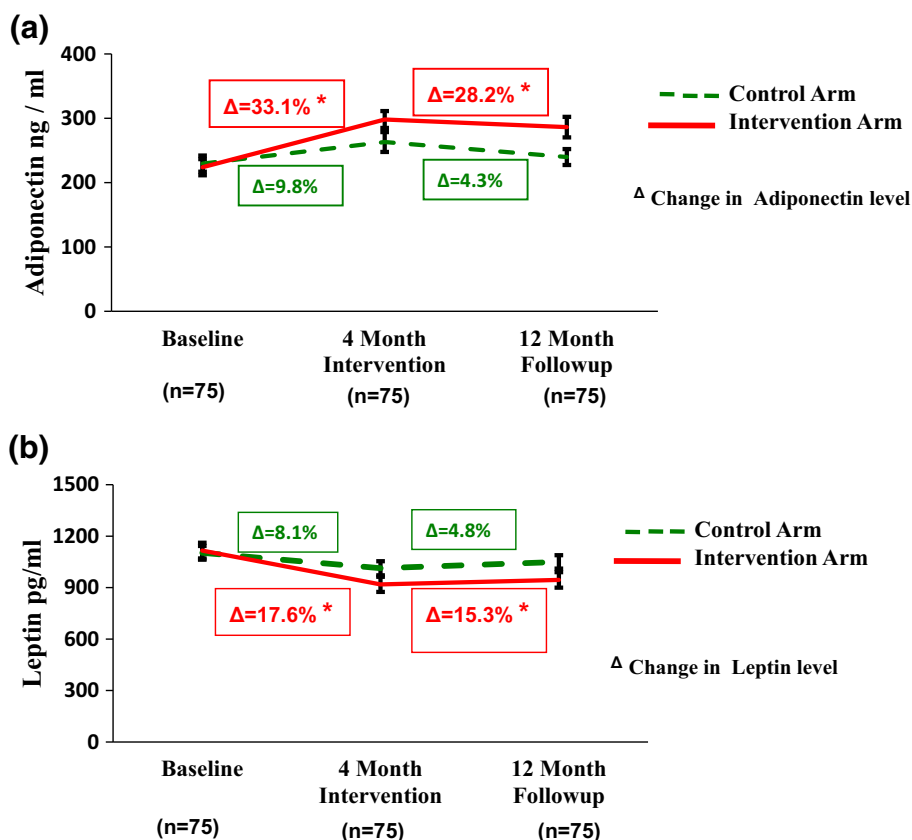 (a)
Adiponectin ng / ml
400
300
200
100
0
Δ=33.1% *
Δ=28.2% *
Δ=9.8%
Δ=4.3%
Control Arm
Intervention Arm
Δ Change in Adiponectin level
Baseline
4 Month
Intervention
12 Month
Followup
(n=75)
(n=75)
(n=75)
(b)
Leptin pg/ml
1500
1200
900
600
300
0
Δ=8.1%
Δ=4.8%
Δ=17.6% *
Δ=15.3% *
Control Arm
Intervention Arm
Δ Change in Leptin level
Baseline
4 Month
Intervention
12 Month
Followup
(n=75)
(n=75)
(n=75)